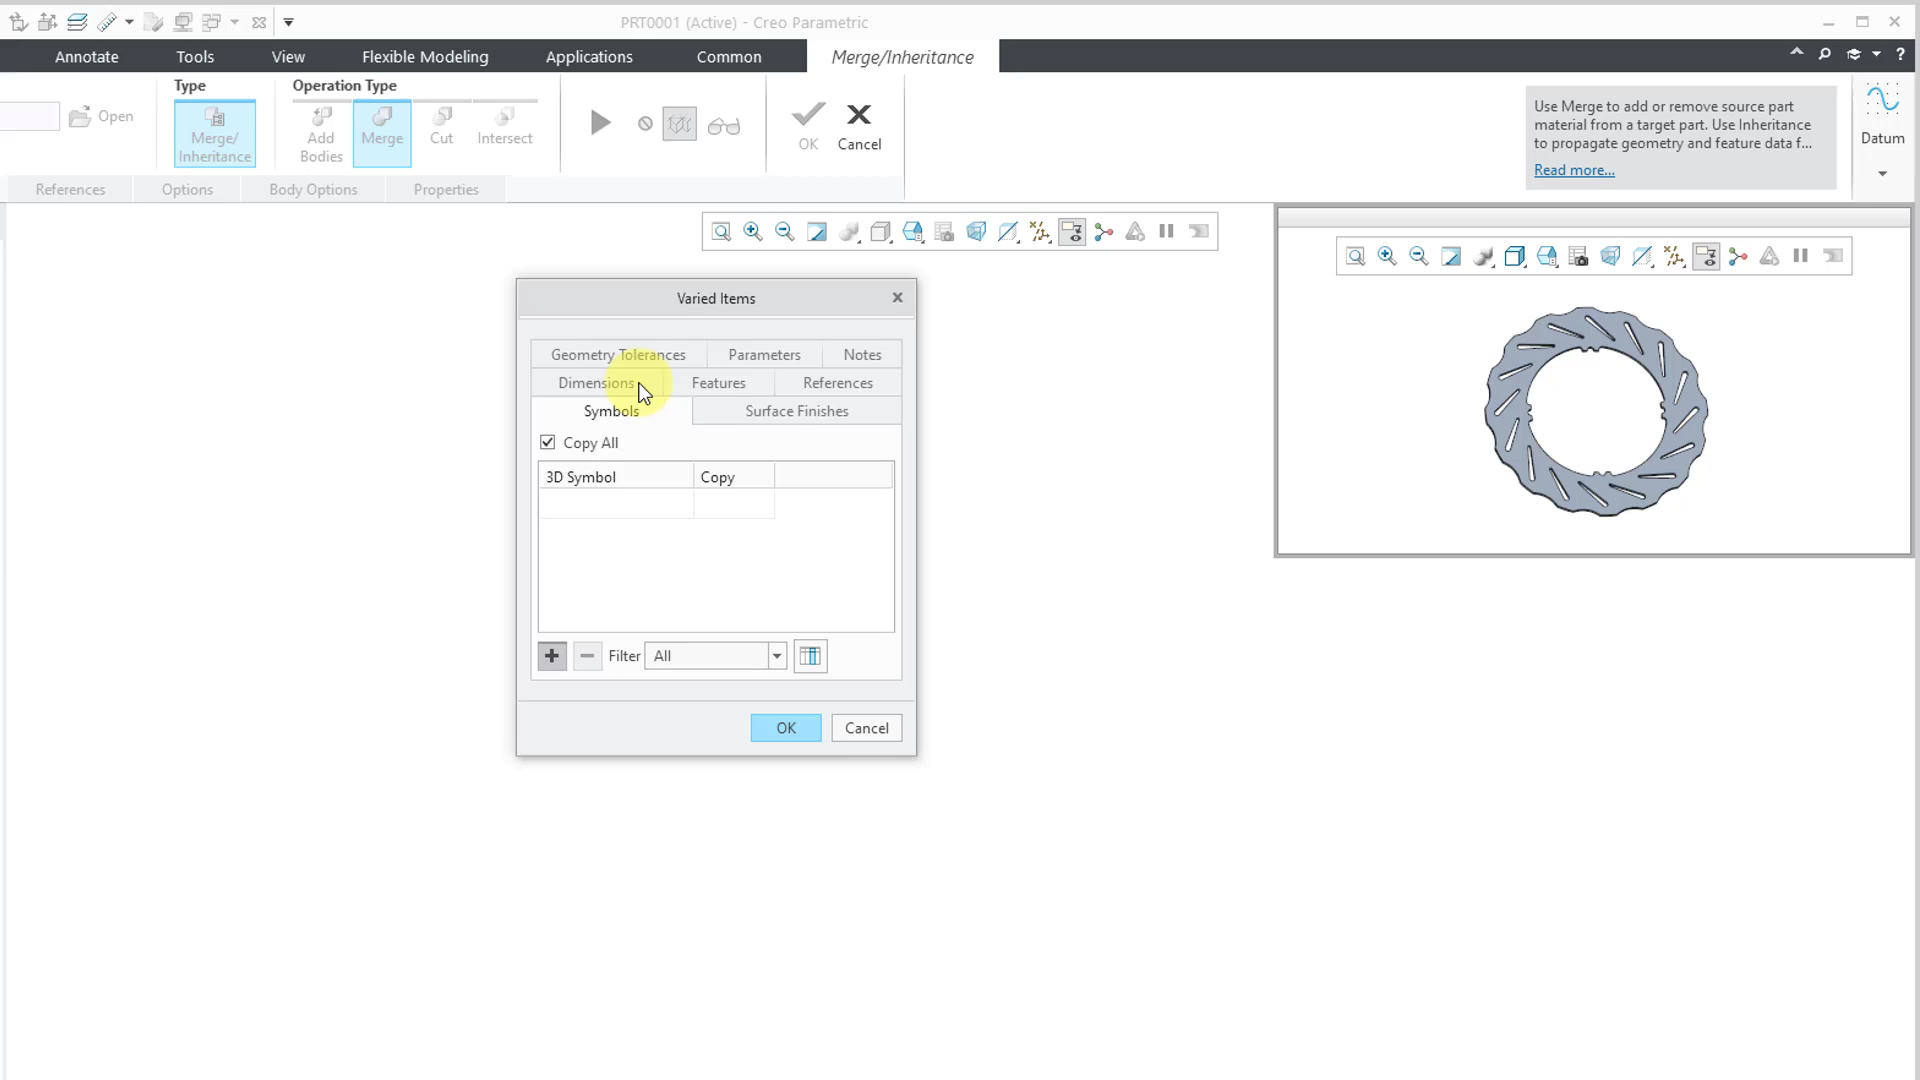 PRT0001 (Active) - Creo Parametric
Annotate
Tools
View
Flexible Modeling
Applications
Common
Merge/Inheritance
?
Type
Operation Type
Open
Merge/
Inheritance
Add
Bodies
Merge
Cut
Intersect
OK
Cancel
Use Merge to add or remove source part
material from a target part. Use Inheritance
to propagate geometry and feature data f...
Read more...
Datum
References
Options
Body Options
Properties
Varied Items
Geometry Tolerances
Parameters
Notes
Dimensions
Features
References
Symbols
Surface Finishes
Copy All
3D Symbol
Copy
Filter
All
OK
Cancel